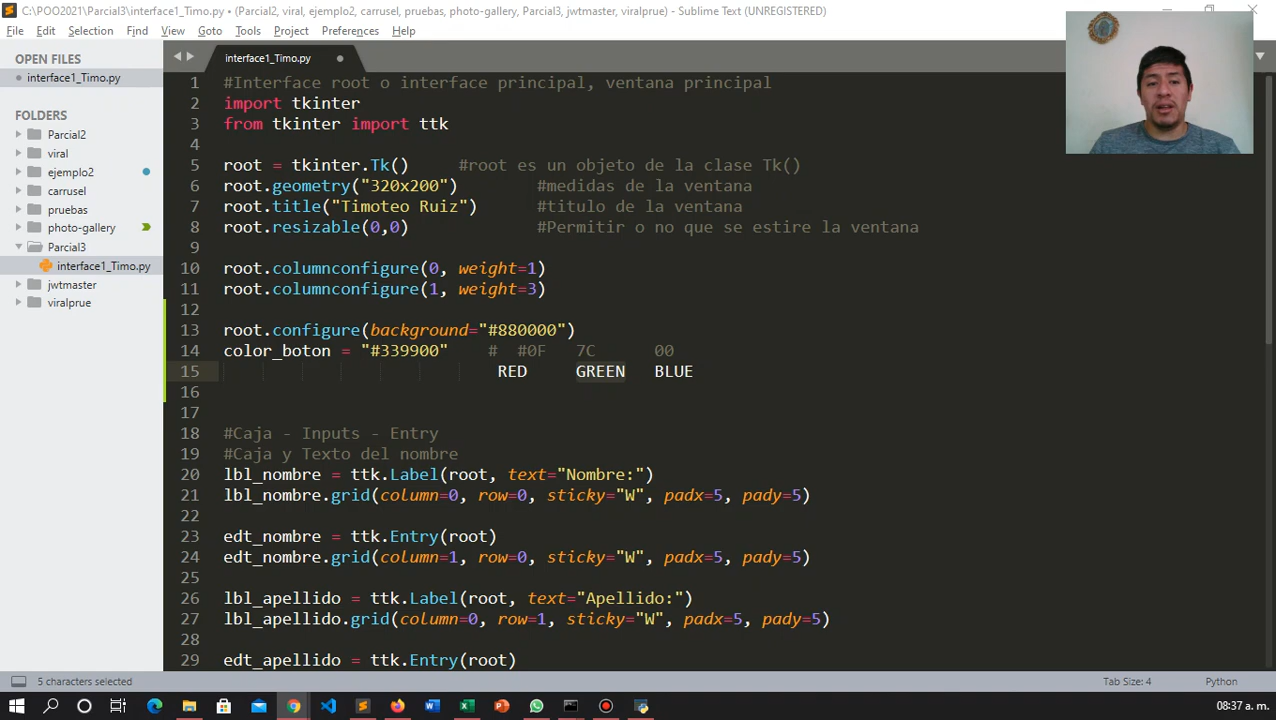 C:\POO2021\Parcial3\interface1_Timo.py • (Parcial2, viral, ejemplo2, carrusel, pruebas, photo-gallery, Parcial3, jwtmaster, viralprue) - Sublime Text (UNREGISTERED)
File Edit Selection Find View Goto Tools Project Preferences Help
OPEN FILES
interface1_Timo.py
FOLDERS
Parcial2
viral
ejemplo2
carrusel
pruebas
photo-gallery
Parcial3
interface1_Timo.py
jwtmaster
viralprue
interface1_Timo.py
1 #Interface root o interface principal, ventana principal
2 import tkinter
3 from tkinter import ttk
4
5 root = tkinter.Tk() #root es un objeto de la clase Tk()
6 root.geometry("320x200") #medidas de la ventana
7 root.title("Timoteo Ruiz") #titulo de la ventana
8 root.resizable(0,0) #Permitir o no que se estire la ventana
9
10 root.columnconfigure(0, weight=1)
11 root.columnconfigure(1, weight=3)
12
13 root.configure(background="#880000")
14 color_boton = "#339900" # #0F 7C 00
15 RED GREEN BLUE
16
17
18 #Caja - Inputs - Entry
19 #Caja y Texto del nombre
20 lbl_nombre = ttk.Label(root, text="Nombre:")
21 lbl_nombre.grid(column=0, row=0, sticky="W", padx=5, pady=5)
22
23 edt_nombre = ttk.Entry(root)
24 edt_nombre.grid(column=1, row=0, sticky="W", padx=5, pady=5)
25
26 lbl_apellido = ttk.Label(root, text="Apellido:")
27 lbl_apellido.grid(column=0, row=1, sticky="W", padx=5, pady=5)
28
29 edt_apellido = ttk.Entry(root)
5 characters selected
Tab Size: 4
Python
08:37 a. m.